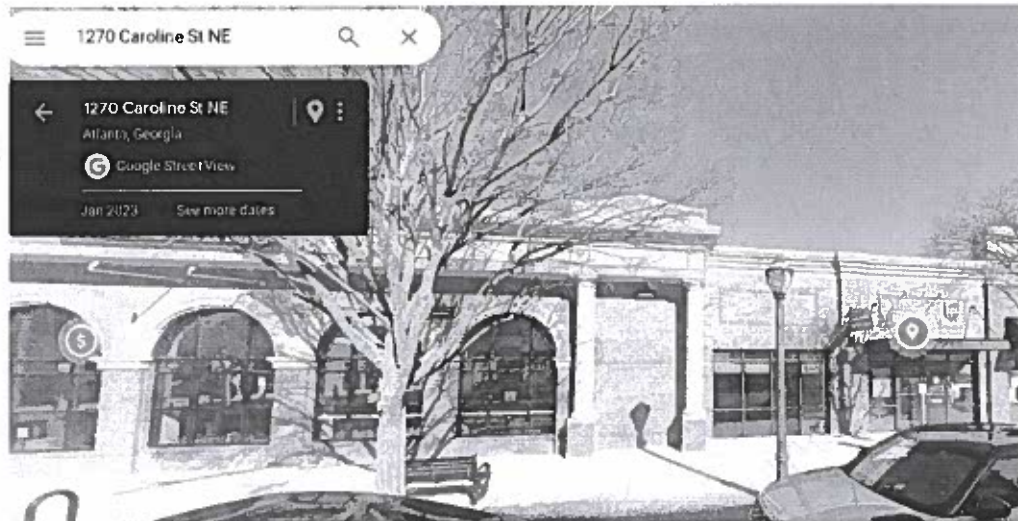 1270 Caroline St NE
1270 Caroline St NE
Atlanta, Georgia
G Google Street View
Jan 2023 See more dates
$